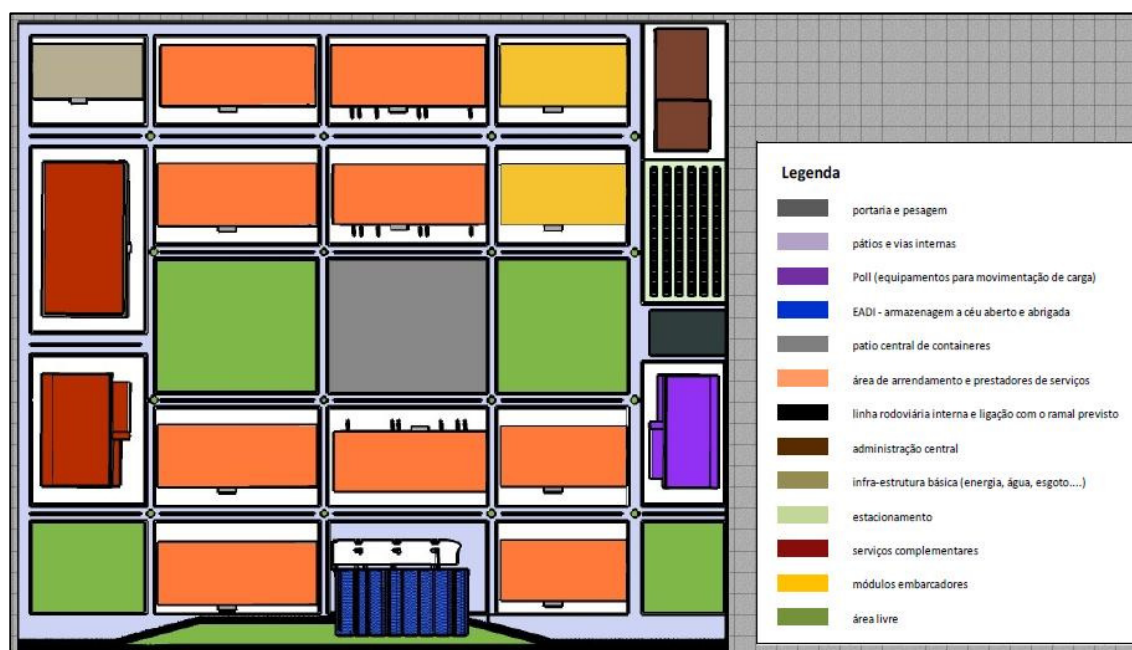 Legenda
portaria e pesagem
pátios e vias internas
Poll (equipamentos para movimentação de carga)
EADI - armazenagem a céu aberto e abrigada
patio central de containeres
área de arrendamento e prestadores de serviços
linha rodoviária interna e ligação com o ramal previsto
administração central
infra-estrutura básica (energia, água, esgoto....)
estacionamento
serviços complementares
módulos embarcadores
área livre